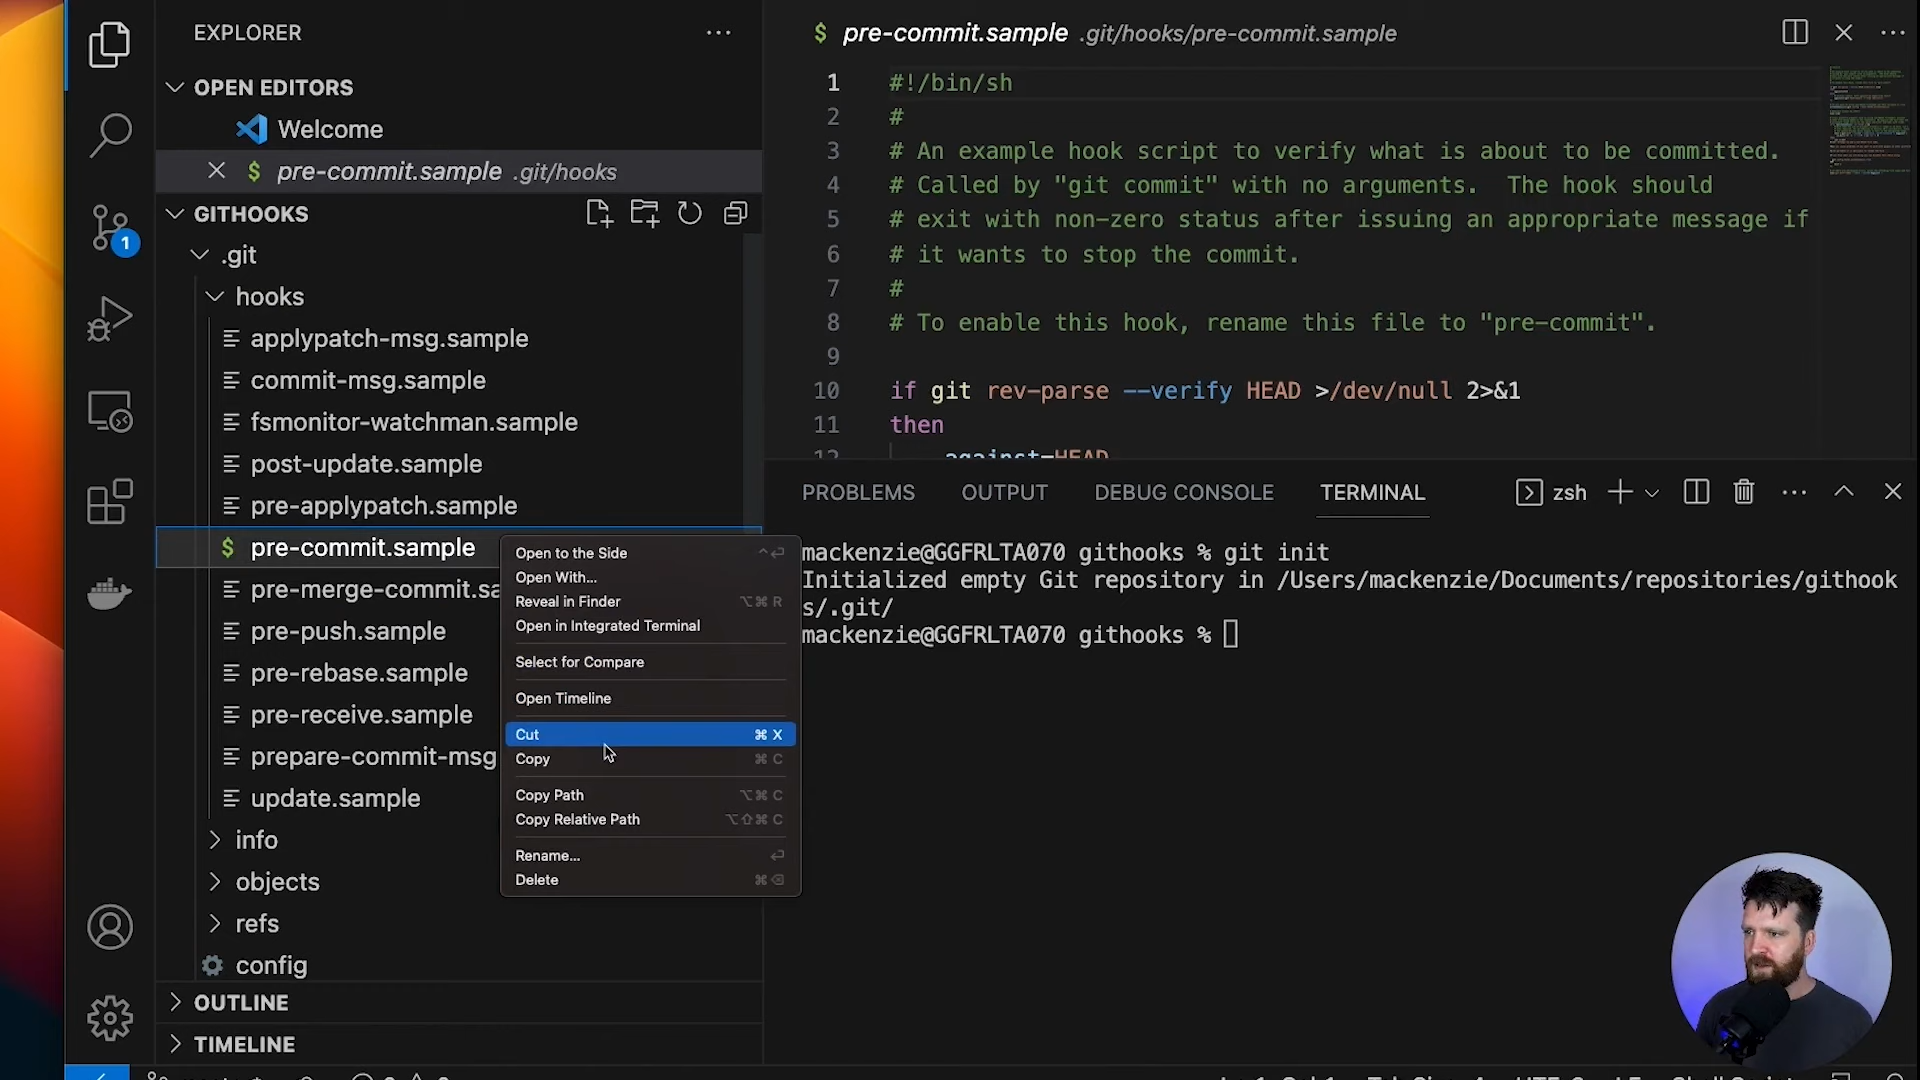 EXPLORER
OPEN EDITORS
Welcome
$ pre-commit.sample .git/hooks
GITHOOKS
.git
hooks
applypatch-msg.sample
commit-msg.sample
fsmonitor-watchman.sample
post-update.sample
pre-applypatch.sample
$ pre-commit.sample
pre-merge-commit.sa
pre-push.sample
pre-rebase.sample
pre-receive.sample
prepare-commit-msg
update.sample
info
objects
refs
config
OUTLINE
TIMELINE
1
Open to the Side ^⏎
Open With...
Reveal in Finder ⌥⌘ R
Open in Integrated Terminal
Select for Compare
Open Timeline
Cut ⌘ X
Copy ⌘ C
Copy Path ⌥⌘ C
Copy Relative Path ⌥⇧⌘ C
Rename... ⏎
Delete ⌘⌫
$ pre-commit.sample .git/hooks/pre-commit.sample
1 #!/bin/sh
2 #
3 # An example hook script to verify what is about to be committed.
4 # Called by "git commit" with no arguments.  The hook should
5 # exit with non-zero status after issuing an appropriate message if
6 # it wants to stop the commit.
7 #
8 # To enable this hook, rename this file to "pre-commit".
9
10 if git rev-parse --verify HEAD >/dev/null 2>&1
11 then
12 against=HEAD
PROBLEMS OUTPUT DEBUG CONSOLE TERMINAL zsh
mackenzie@GGFRLTA070 githooks % git init
Initialized empty Git repository in /Users/mackenzie/Documents/repositories/githook
s/.git/
mackenzie@GGFRLTA070 githooks %